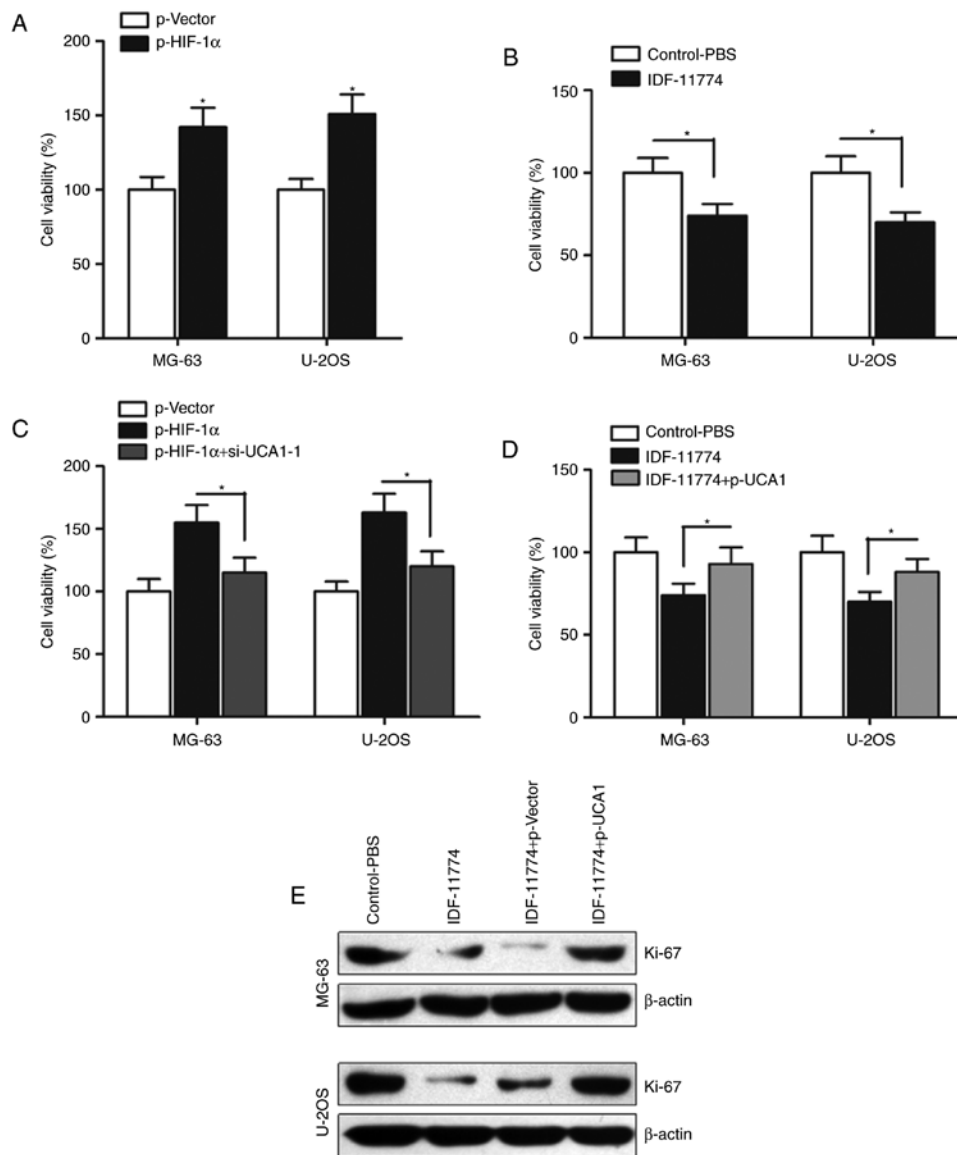 A
p-Vector
p-HIF-1α
Cell viability (%)
200
150
100
50
0
*
*
MG-63
U-2OS
B
Control-PBS
IDF-11774
Cell viability (%)
150
100
50
0
*
*
MG-63
U-2OS
C
p-Vector
p-HIF-1α
p-HIF-1α+si-UCA1-1
Cell viability (%)
200
150
100
50
0
*
*
MG-63
U-2OS
D
Control-PBS
IDF-11774
IDF-11774+p-UCA1
Cell viability (%)
150
100
50
0
*
*
MG-63
U-2OS
E
Control-PBS
IDF-11774
IDF-11774+p-Vector
IDF-11774+p-UCA1
MG-63
Ki-67
β-actin
U-2OS
Ki-67
β-actin